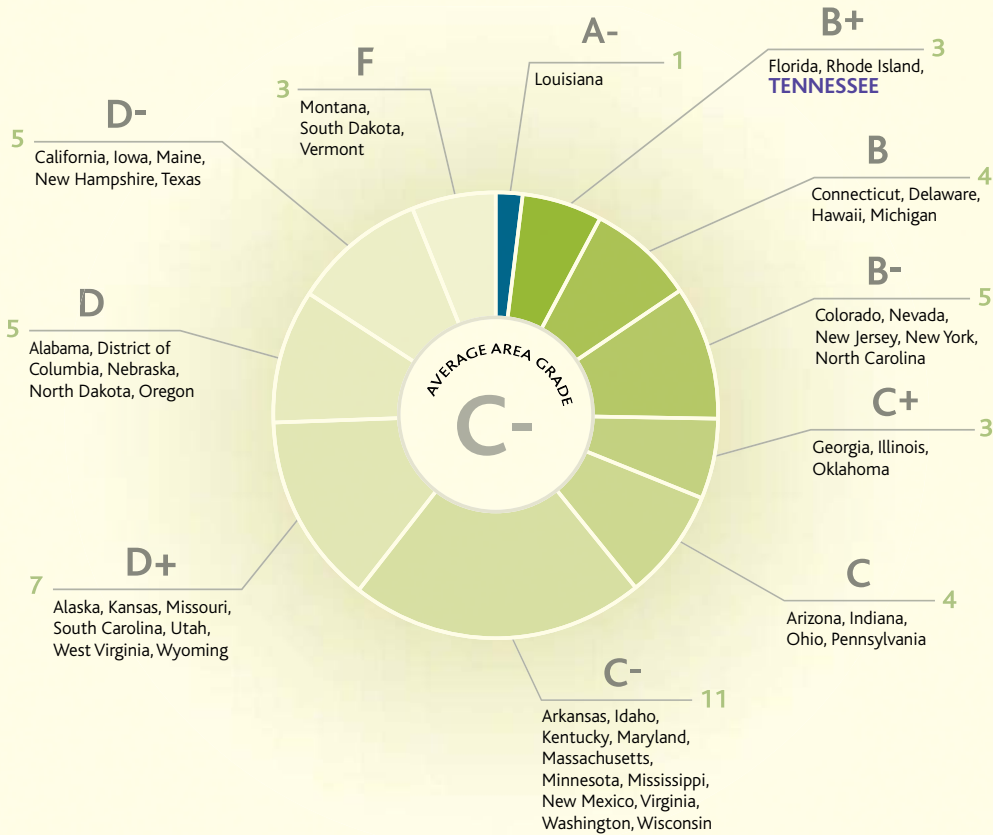 A-
1
Louisiana
B+
3
Florida, Rhode Island,
TENNESSEE
B
4
Connecticut, Delaware,
Hawaii, Michigan
B-
5
Colorado, Nevada,
New Jersey, New York,
North Carolina
C+
3
Georgia, Illinois,
Oklahoma
C
4
Arizona, Indiana,
Ohio, Pennsylvania
C-
11
Arkansas, Idaho,
Kentucky, Maryland,
Massachusetts,
Minnesota, Mississippi,
New Mexico, Virginia,
Washington, Wisconsin
D+
7
Alaska, Kansas, Missouri,
South Carolina, Utah,
West Virginia, Wyoming
D
5
Alabama, District of
Columbia, Nebraska,
North Dakota, Oregon
D-
5
California, Iowa, Maine,
New Hampshire, Texas
F
3
Montana,
South Dakota,
Vermont
AVERAGE AREA GRADE
C-